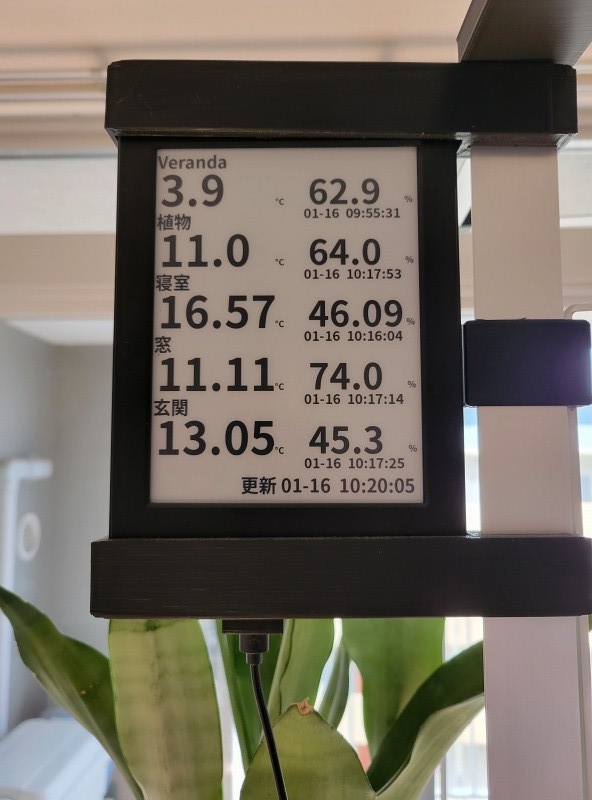 Veranda
3.9 ℃ 62.9 %
01-16 09:55:31
植物
11.0 ℃ 64.0 %
01-16 10:17:53
寝室
16.57 ℃ 46.09 %
01-16 10:16:04
窓
11.11 ℃ 74.0 %
01-16 10:17:14
玄関
13.05 ℃ 45.3 %
01-16 10:17:25
更新 01-16 10:20:05